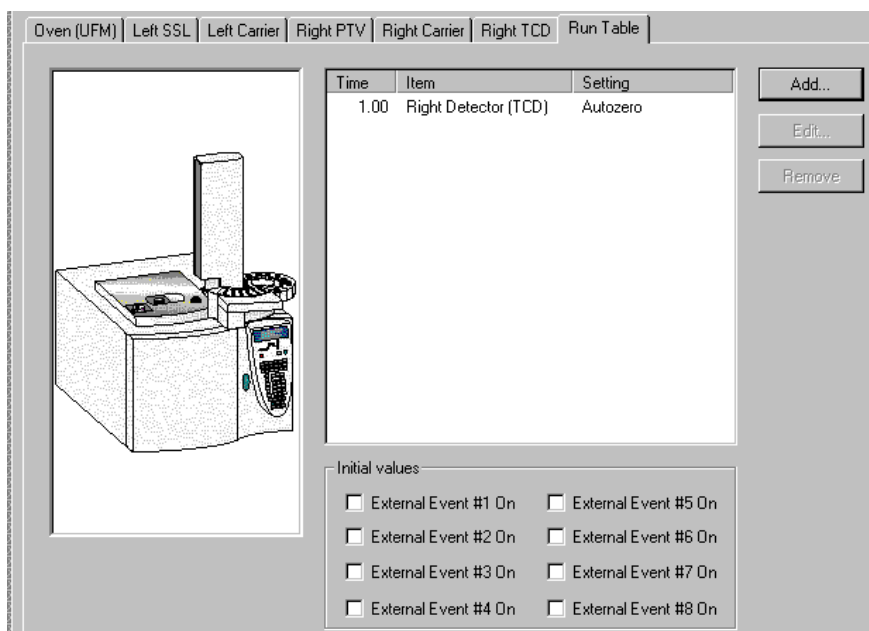 Oven (UFM) Left SSL Left Carrier Right PTV Right Carrier Right TCD Run Table
Time Item Setting
1.00 Right Detector (TCD) Autozero
Add...
Edit...
Remove
Initial values
External Event #1 On External Event #5 On
External Event #2 On External Event #6 On
External Event #3 On External Event #7 On
External Event #4 On External Event #8 On